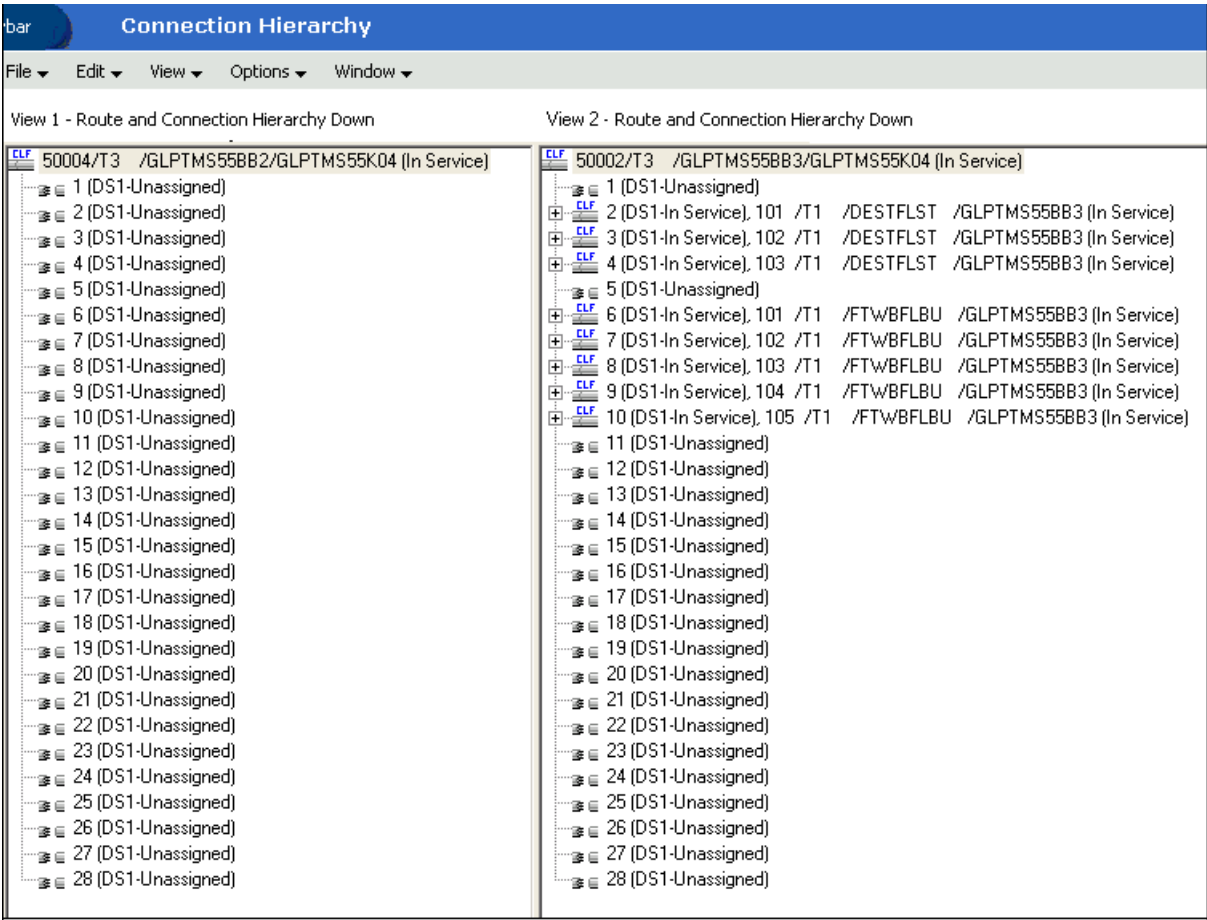 rbar Connection Hierarchy
File Edit View Options Window
View 1 - Route and Connection Hierarchy Down
CLF 50004/T3 /GLPTMS55BB2/GLPTMS55K04 (In Service)
1 (DS1-Unassigned)
2 (DS1-Unassigned)
3 (DS1-Unassigned)
4 (DS1-Unassigned)
5 (DS1-Unassigned)
6 (DS1-Unassigned)
7 (DS1-Unassigned)
8 (DS1-Unassigned)
9 (DS1-Unassigned)
10 (DS1-Unassigned)
11 (DS1-Unassigned)
12 (DS1-Unassigned)
13 (DS1-Unassigned)
14 (DS1-Unassigned)
15 (DS1-Unassigned)
16 (DS1-Unassigned)
17 (DS1-Unassigned)
18 (DS1-Unassigned)
19 (DS1-Unassigned)
20 (DS1-Unassigned)
21 (DS1-Unassigned)
22 (DS1-Unassigned)
23 (DS1-Unassigned)
24 (DS1-Unassigned)
25 (DS1-Unassigned)
26 (DS1-Unassigned)
27 (DS1-Unassigned)
28 (DS1-Unassigned)
View 2 - Route and Connection Hierarchy Down
CLF 50002/T3 /GLPTMS55BB3/GLPTMS55K04 (In Service)
1 (DS1-Unassigned)
CLF 2 (DS1-In Service), 101 /T1 /DESTFLST /GLPTMS55BB3 (In Service)
CLF 3 (DS1-In Service), 102 /T1 /DESTFLST /GLPTMS55BB3 (In Service)
CLF 4 (DS1-In Service), 103 /T1 /DESTFLST /GLPTMS55BB3 (In Service)
5 (DS1-Unassigned)
CLF 6 (DS1-In Service), 101 /T1 /FTWBFLBU /GLPTMS55BB3 (In Service)
CLF 7 (DS1-In Service), 102 /T1 /FTWBFLBU /GLPTMS55BB3 (In Service)
CLF 8 (DS1-In Service), 103 /T1 /FTWBFLBU /GLPTMS55BB3 (In Service)
CLF 9 (DS1-In Service), 104 /T1 /FTWBFLBU /GLPTMS55BB3 (In Service)
CLF 10 (DS1-In Service), 105 /T1 /FTWBFLBU /GLPTMS55BB3 (In Service)
11 (DS1-Unassigned)
12 (DS1-Unassigned)
13 (DS1-Unassigned)
14 (DS1-Unassigned)
15 (DS1-Unassigned)
16 (DS1-Unassigned)
17 (DS1-Unassigned)
18 (DS1-Unassigned)
19 (DS1-Unassigned)
20 (DS1-Unassigned)
21 (DS1-Unassigned)
22 (DS1-Unassigned)
23 (DS1-Unassigned)
24 (DS1-Unassigned)
25 (DS1-Unassigned)
26 (DS1-Unassigned)
27 (DS1-Unassigned)
28 (DS1-Unassigned)